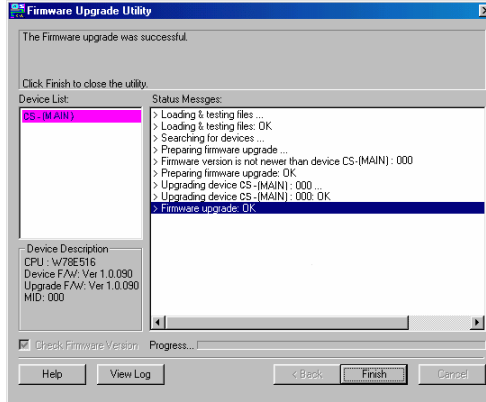 Firmware Upgrade Utility
The Firmware upgrade was successful.
Click Finish to close the utility.
Device List:
Status Messges:
CS-(MAIN)
> Loading & testing files ...
> Loading & testing files: OK
> Searching for devices ...
> Preparing firmware upgrade ...
> Firmware version is not newer than device CS-(MAIN) : 000
> Preparing firmware upgrade: OK
> Upgrading device CS-(MAIN) : 000 ...
> Upgrading device CS-(MAIN) : 000: OK
> Firmware upgrade: OK
Device Description
CPU : W78E516
Device F/W: Ver 1.0.090
Upgrade F/W: Ver 1.0.090
MID: 000
Check Firmware Version
Progress...
Help
View Log
< Back
Finish
Cancel